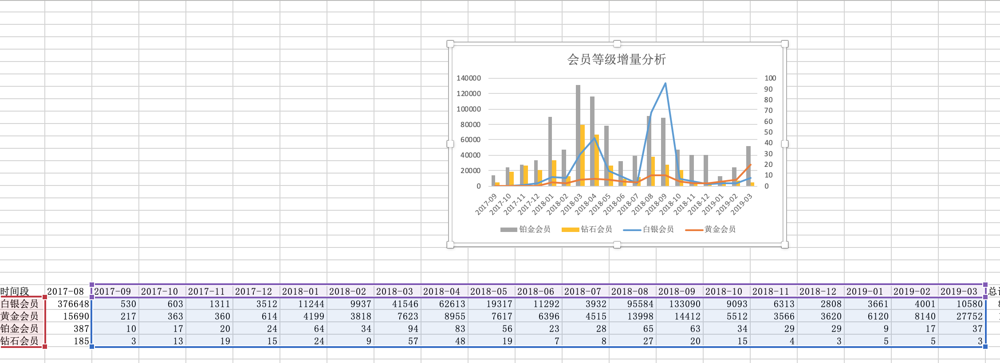 会员等级增量分析
140000
120000
100000
80000
60000
40000
20000
0
100
90
80
70
60
50
40
30
20
10
0
2017-09 2017-10 2017-11 2017-12 2018-01 2018-02 2018-03 2018-04 2018-05 2018-06 2018-07 2018-08 2018-09 2018-10 2018-11 2018-12 2019-01 2019-02 2019-03
铂金会员 钻石会员 白银会员 黄金会员
时间段 2017-08 2017-09 2017-10 2017-11 2017-12 2018-01 2018-02 2018-03 2018-04 2018-05 2018-06 2018-07 2018-08 2018-09 2018-10 2018-11 2018-12 2019-01 2019-02 2019-03 总
白银会员 376648 530 603 1311 3512 11244 9937 41546 62613 19317 11292 3932 95584 133090 9093 6313 2808 3661 4001 10580
黄金会员 15690 217 363 360 614 4199 3818 7623 8955 7617 6396 4515 13998 14412 5512 3566 3620 6120 8140 27752
铂金会员 387 10 17 20 24 64 34 94 83 56 23 28 65 63 34 29 29 9 17 37
钻石会员 185 3 13 19 15 24 9 57 48 19 7 8 27 20 15 4 3 5 5 3